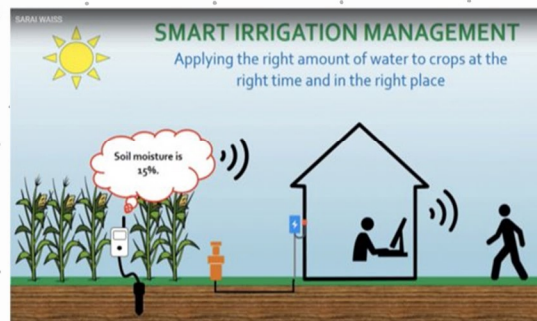 SARAI WAISS
SMART IRRIGATION MANAGEMENT
Applying the right amount of water to crops at the
right time and in the right place
Soil moisture is
15%.